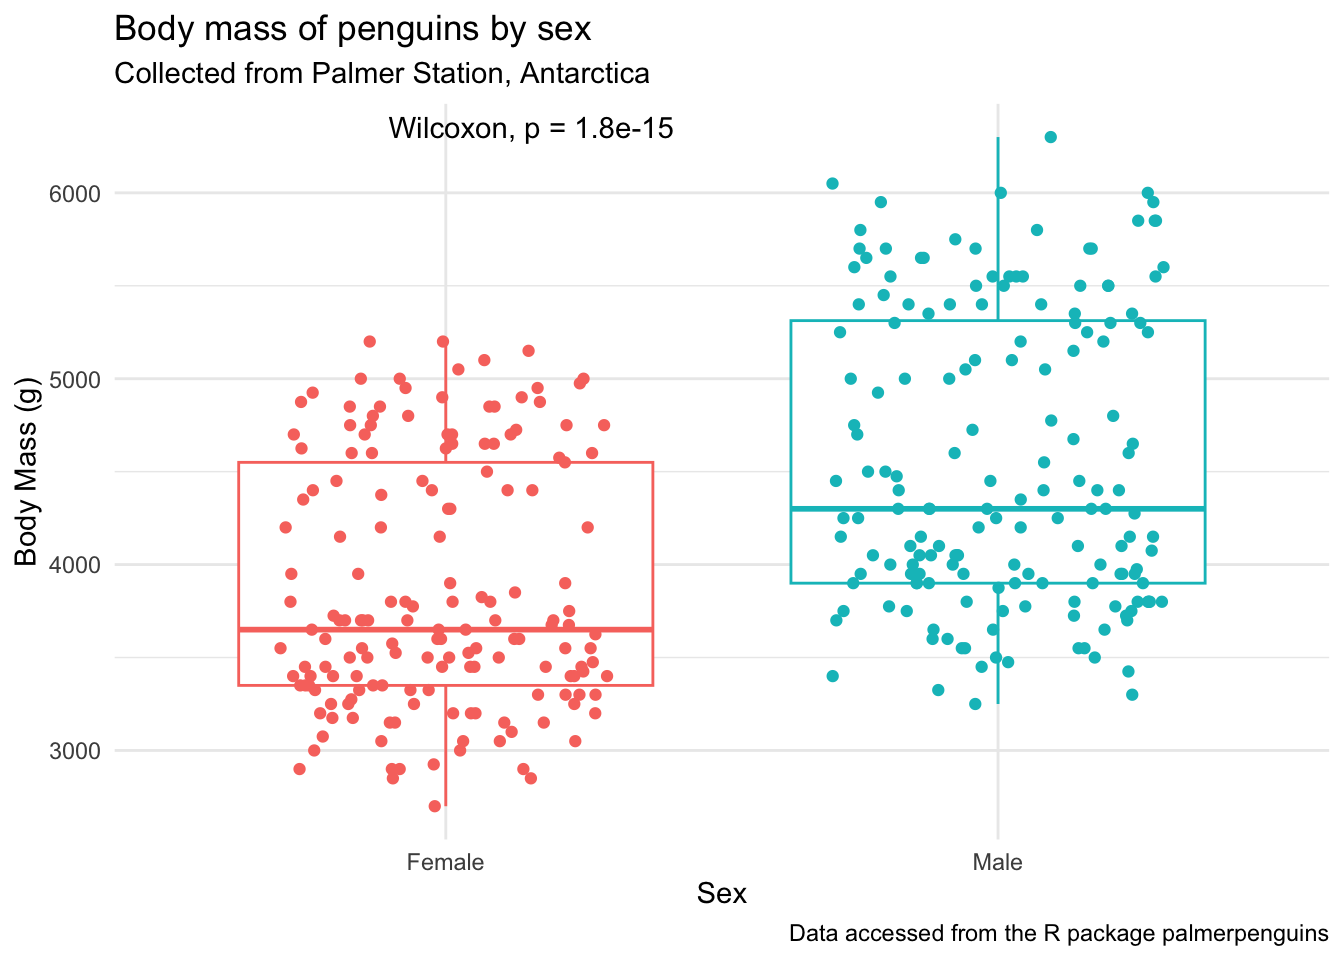 Body mass of penguins by sex
Collected from Palmer Station, Antarctica
Wilcoxon, p = 1.8e-15
6000
5000
4000
3000
Body Mass (g)
Female
Male
Sex
Data accessed from the R package palmerpenguins